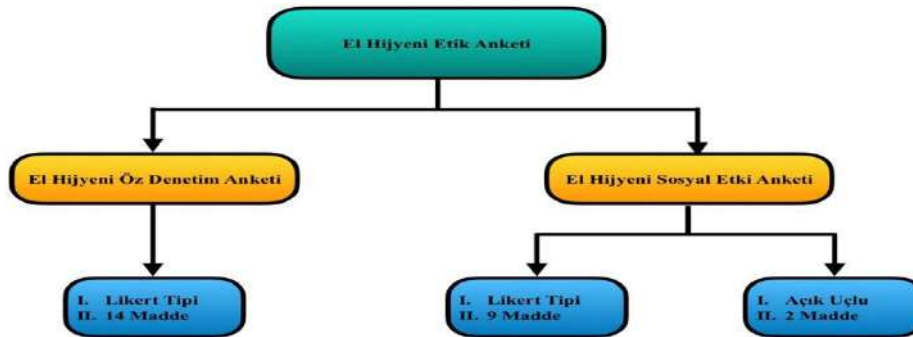 El Hijyeni Etik Anketi
El Hijyeni Öz Denetim Anketi
El Hijyeni Sosyal Etki Anketi
I. Likert Tipi
II. 14 Madde
I. Likert Tipi
II. 9 Madde
I. Açık Uçlu
II. 2 Madde